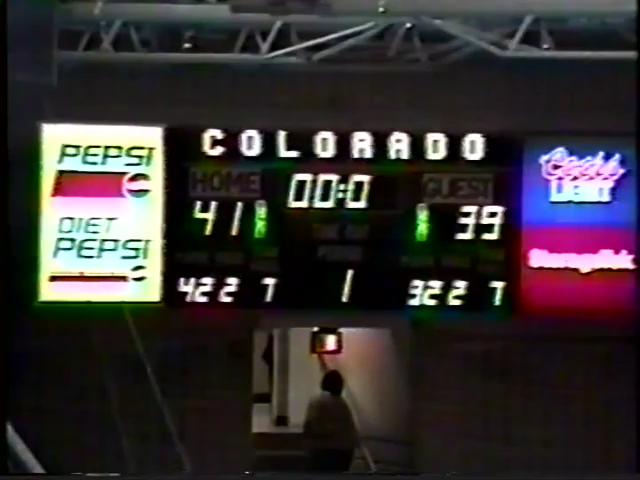 COLORADO
PEPSI
DIET
PEPSI
HOME
00:0
GUEST
41
39
42 2 7
1
32 2 7
Coors
LIGHT
StorageTek